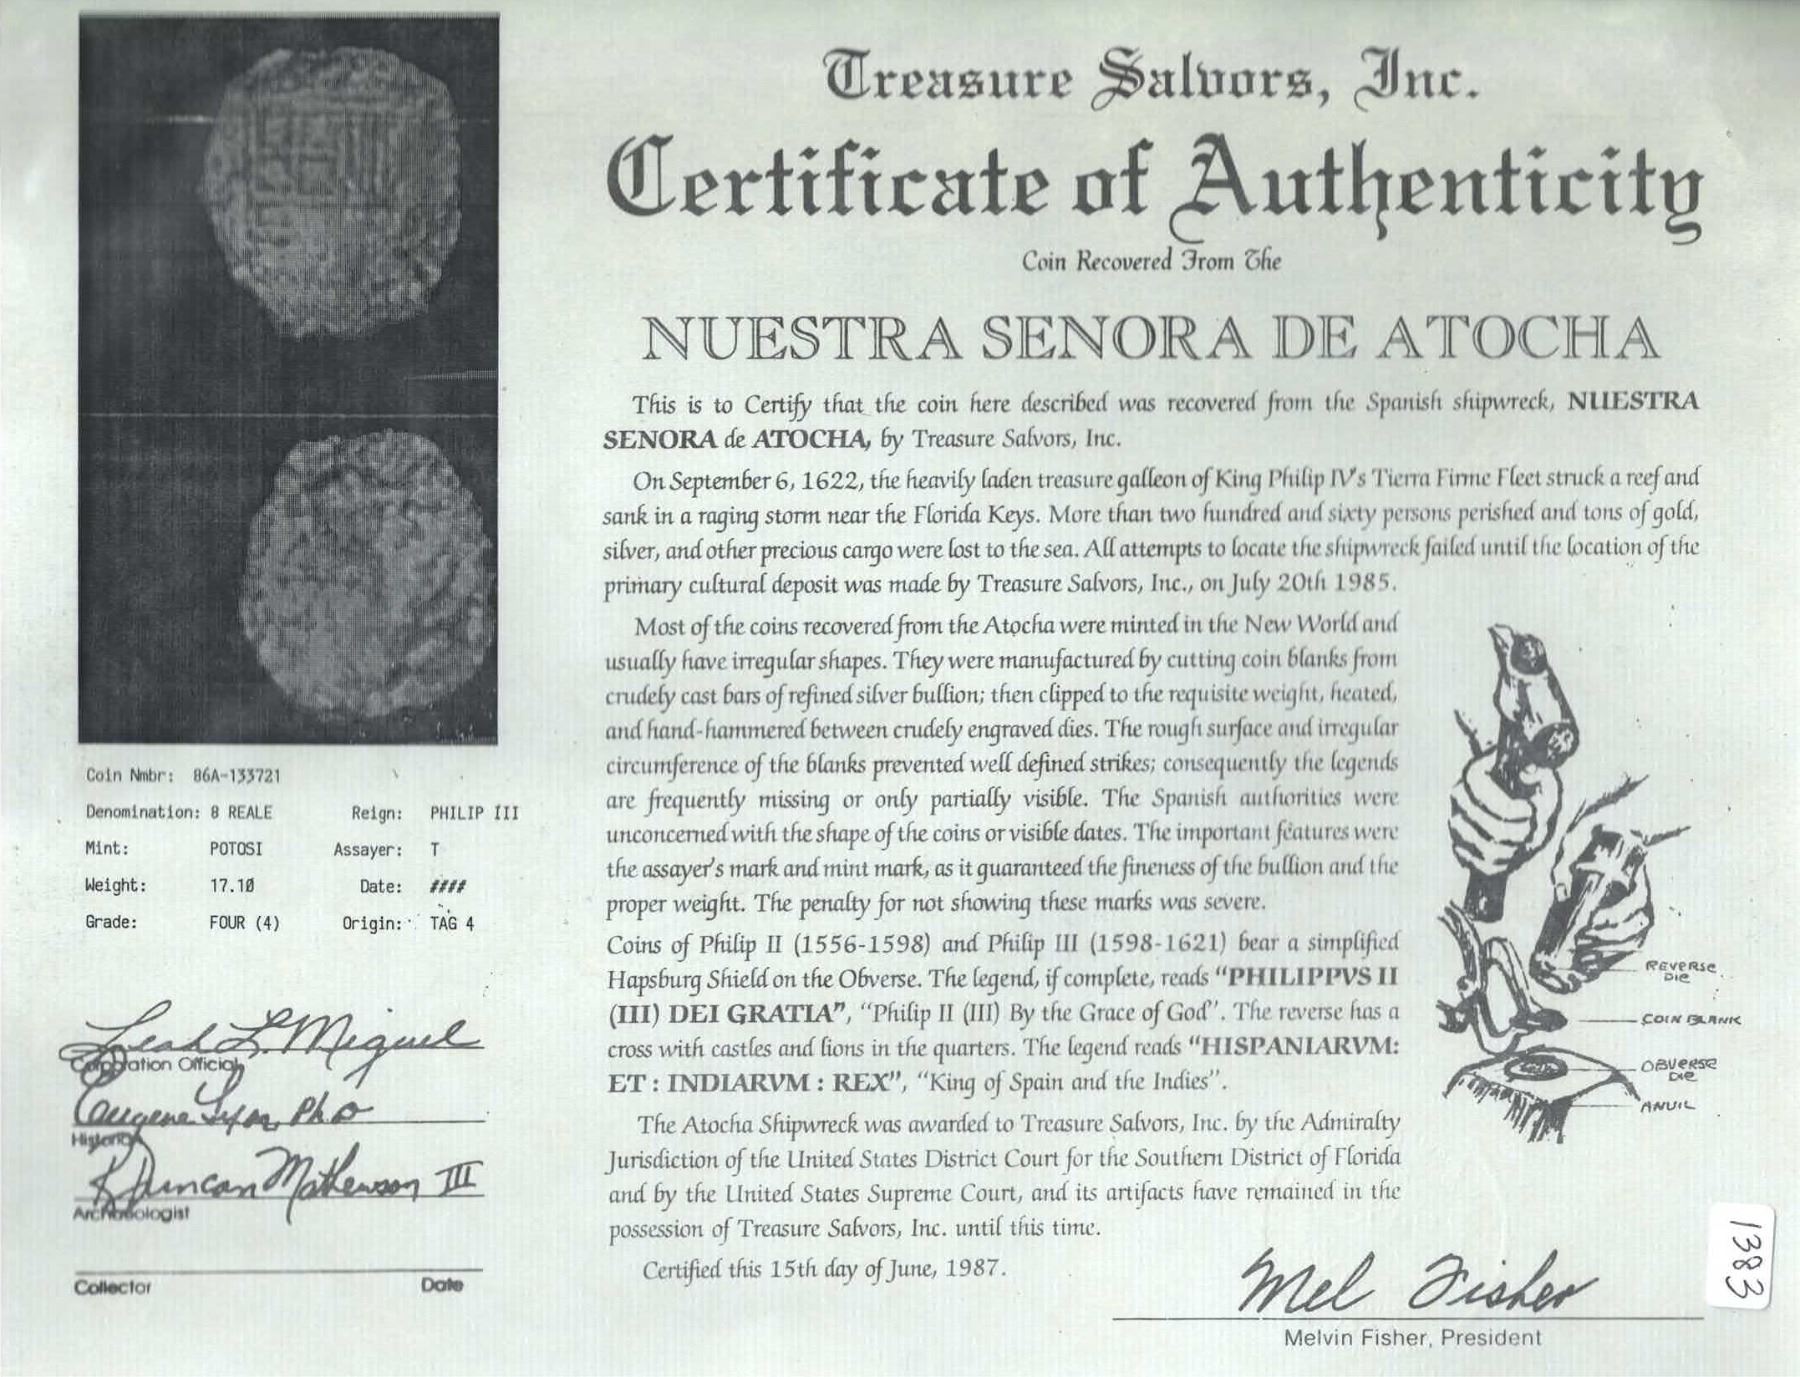 Treasure Salvors, Inc.
Certificate of Authenticity
Coin Recovered From The
NUESTRA SENORA DE ATOCHA
This is to Certify that the coin here described was recovered from the Spanish shipwreck, NUESTRA
SENORA de ATOCHA, by Treasure Salvors, Inc.
On September 6, 1622, the heavily laden treasure galleon of King Philip IV's Tierra Firme Fleet struck a reef and
sank in a raging storm near the Florida Keys. More than two hundred and sixty persons perished and tons of gold,
silver, and other precious cargo were lost to the sea. All attempts to locate the shipwreck failed until the location of the
primary cultural deposit was made by Treasure Salvors, Inc., on July 20th 1985.
Most of the coins recovered from the Atocha were minted in the New World and
usually have irregular shapes. They were manufactured by cutting coin blanks from
crudely cast bars of refined silver bullion; then clipped to the requisite weight, heated,
and hand-hammered between crudely engraved dies. The rough surface and irregular
circumference of the blanks prevented well defined strikes; consequently the legends
are frequently missing or only partially visible. The Spanish authorities were
unconcerned with the shape of the coins or visible dates. The important features were
the assayer's mark and mint mark, as it guaranteed the fineness of the bullion and the
proper weight. The penalty for not showing these marks was severe.
Coins of Philip II (1556-1598) and Philip III (1598-1621) bear a simplified
Hapsburg Shield on the Obverse. The legend, if complete, reads "PHILIPPVS II
(III) DEI GRATIA", "Philip II (III) By the Grace of God". The reverse has a
cross with castles and lions in the quarters. The legend reads "HISPANIARVM:
ET : INDIARVM : REX", "King of Spain and the Indies".
The Atocha Shipwreck was awarded to Treasure Salvors, Inc. by the Admiralty
Jurisdiction of the United States District Court for the Southern District of Florida
and by the United States Supreme Court, and its artifacts have remained in the
possession of Treasure Salvors, Inc. until this time.
Certified this 15th day of June, 1987.
Mel Fisher
Melvin Fisher, President
REVERSE
DIE
COIN BLANK
OBVERSE
DIE
ANVIL
1383
Coin Nmbr: 86A-133721
Denomination: 8 REALE Reign: PHILIP III
Mint: POTOSI Assayer: T
Weight: 17.10 Date: ####
Grade: FOUR (4) Origin: TAG 4
Leah L. Miguel
Corporation Official
Eugene Lyon, Ph D
Historian
R Duncan Mathewson III
Archaeologist
Collector Date